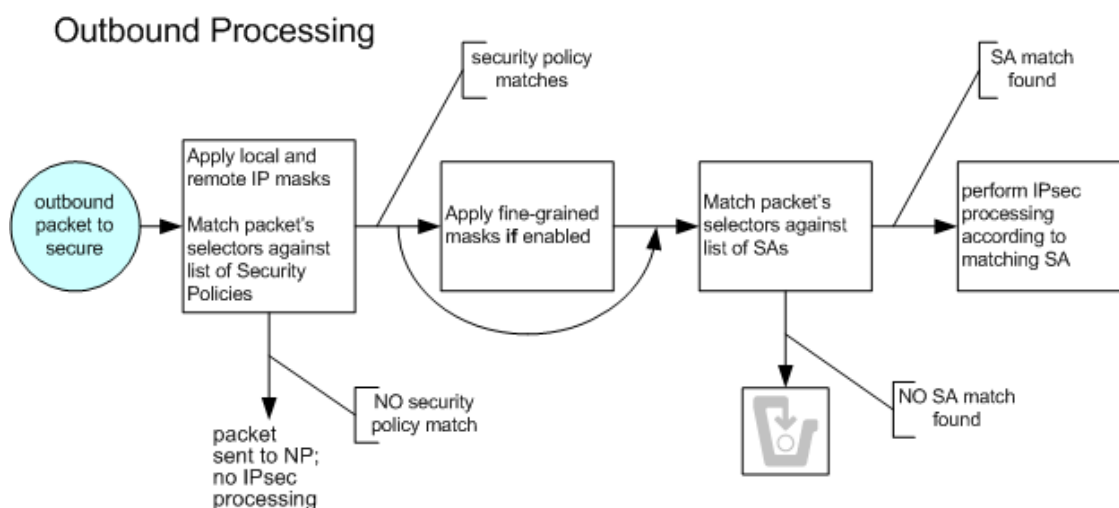 Outbound Processing
security policy
matches
SA match
found
outbound
packet to
secure
Apply local and
remote IP masks
Match packet's
selectors against
list of Security
Policies
Apply fine-grained
masks if enabled
Match packet's
selectors against
list of SAs
perform IPsec
processing
according to
matching SA
NO security
policy match
packet
sent to NP;
no IPsec
processing
NO SA match
found